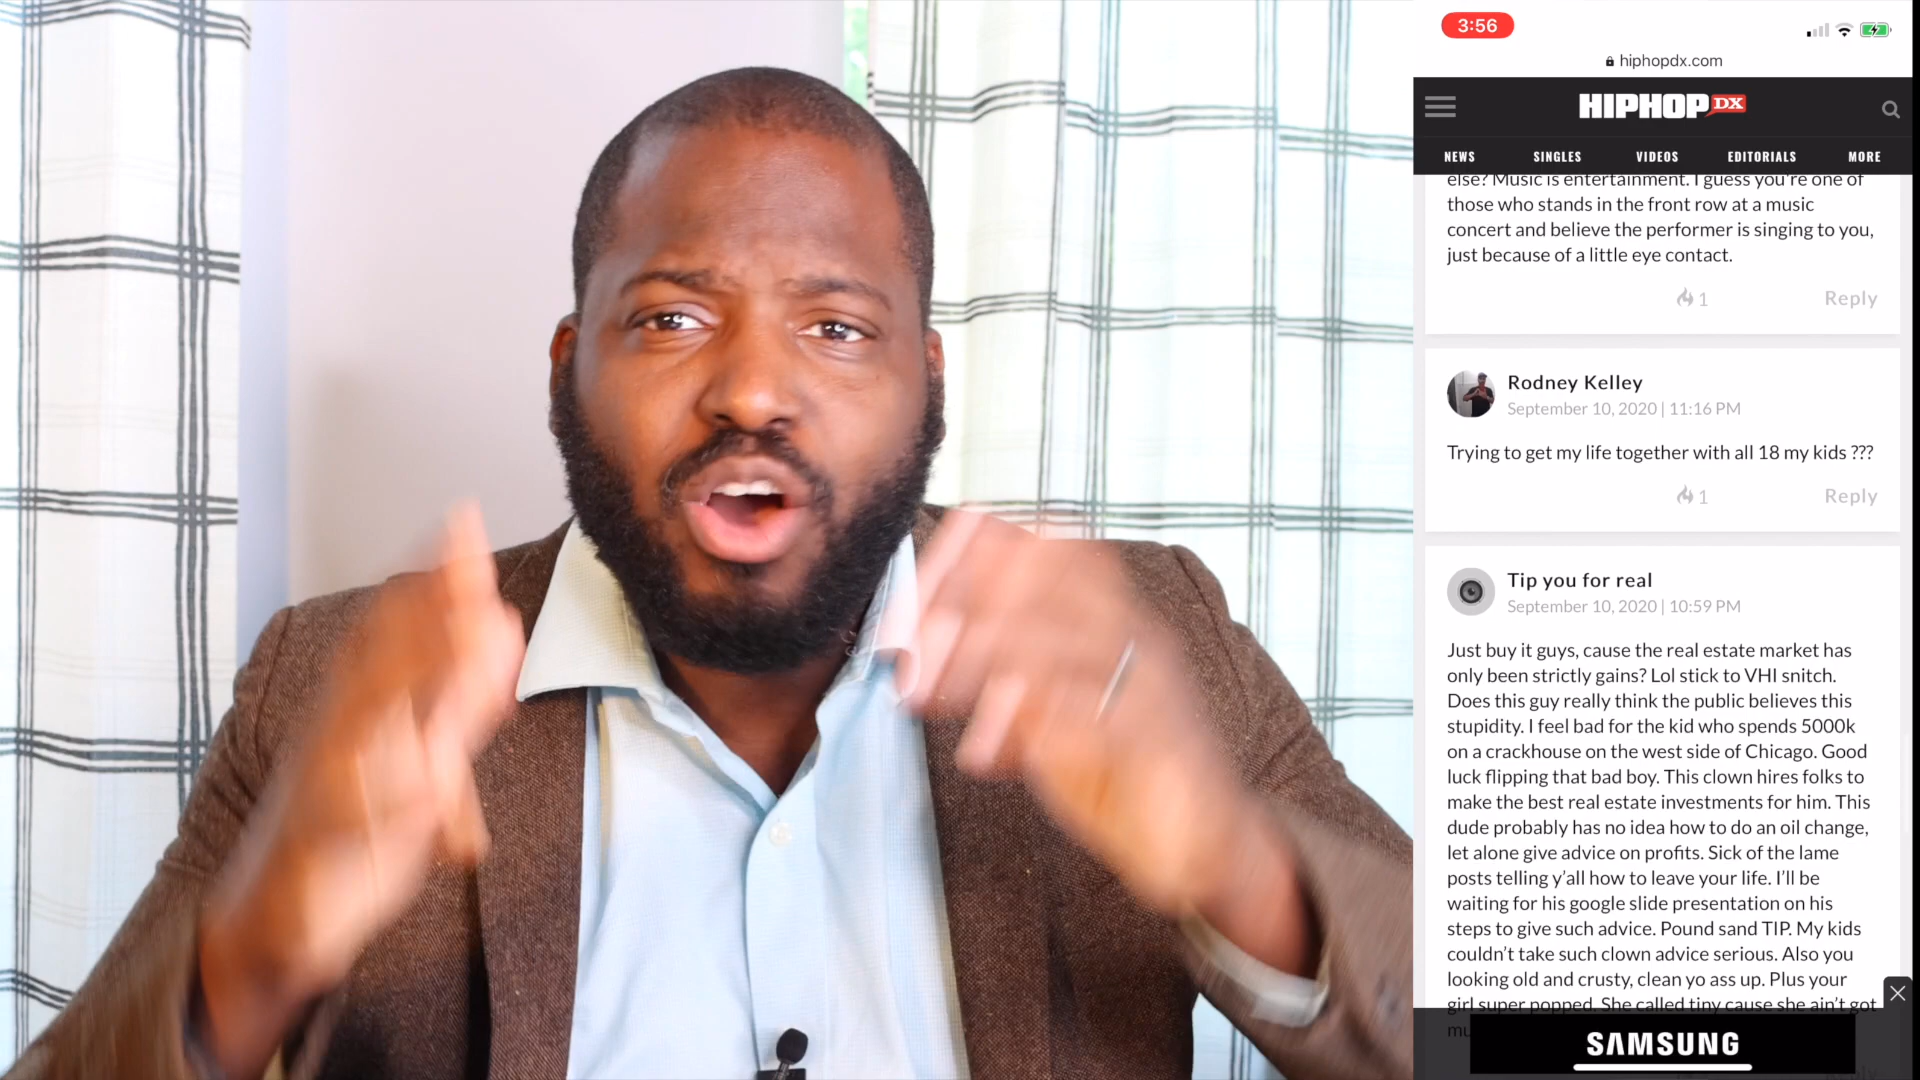 3:56
hiphopdx.com
HIPHOPDX
NEWS SINGLES VIDEOS EDITORIALS MORE
else? Music is entertainment. I guess you're one of
those who stands in the front row at a music
concert and believe the performer is singing to you,
just because of a little eye contact.
1 Reply
Rodney Kelley
September 10, 2020 | 11:16 PM
Trying to get my life together with all 18 my kids ???
1 Reply
Tip you for real
September 10, 2020 | 10:59 PM
Just buy it guys, cause the real estate market has
only been strictly gains? Lol stick to VHI snitch.
Does this guy really think the public believes this
stupidity. I feel bad for the kid who spends 5000k
on a crackhouse on the west side of Chicago. Good
luck flipping that bad boy. This clown hires folks to
make the best real estate investments for him. This
dude probably has no idea how to do an oil change,
let alone give advice on profits. Sick of the lame
posts telling y'all how to leave your life. I'll be
waiting for his google slide presentation on his
steps to give such advice. Pound sand TIP. My kids
couldn't take such clown advice serious. Also you
looking old and crusty, clean yo ass up. Plus your
girl super popped. She called tiny cause she ain't got
SAMSUNG